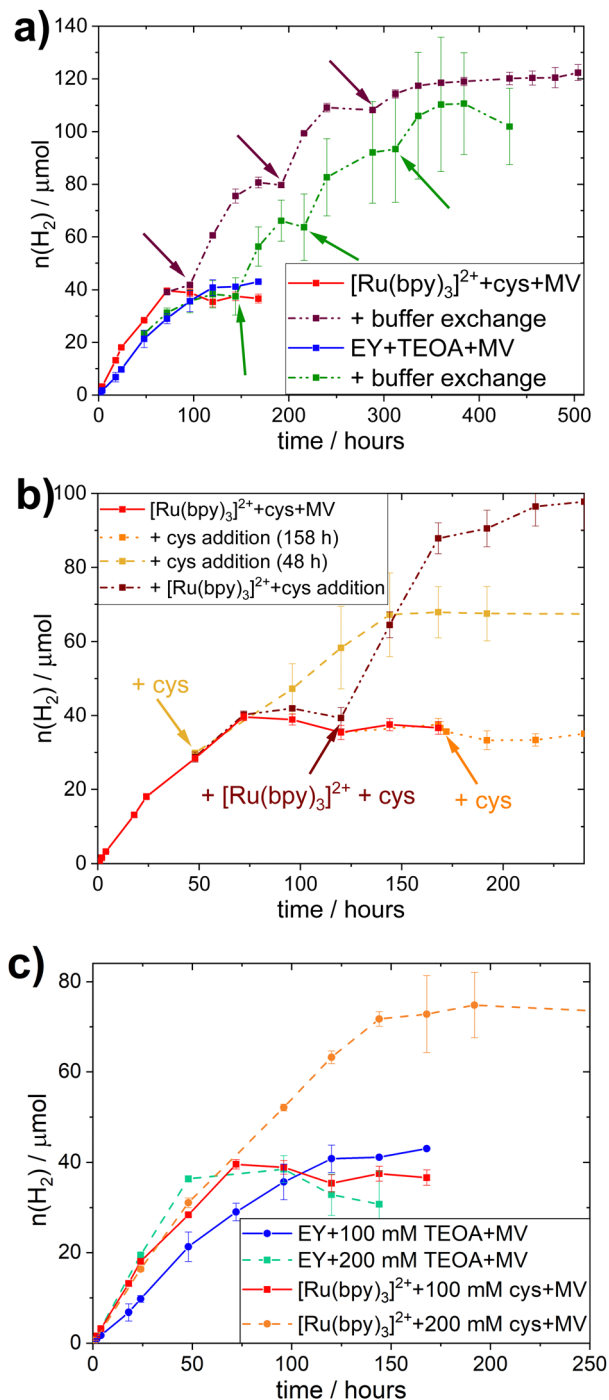 a)
140
120
100
80
60
40
20
0
n(H2) / μmol
[Ru(bpy)3]2++cys+MV
+ buffer exchange
EY+TEOA+MV
+ buffer exchange
0 100 200 300 400 500
time / hours
b)
100
80
60
40
20
0
n(H2) / μmol
[Ru(bpy)3]2++cys+MV
+ cys addition (158 h)
+ cys addition (48 h)
+ [Ru(bpy)3]2++cys addition
+ cys
+ [Ru(bpy)3]2+ + cys
+ cys
0 50 100 150 200
time / hours
c)
80
60
40
20
0
n(H2) / μmol
EY+100 mM TEOA+MV
EY+200 mM TEOA+MV
[Ru(bpy)3]2++100 mM cys+MV
[Ru(bpy)3]2++200 mM cys+MV
0 25 50 75 100 125 150 175 200 225 250
time / hours